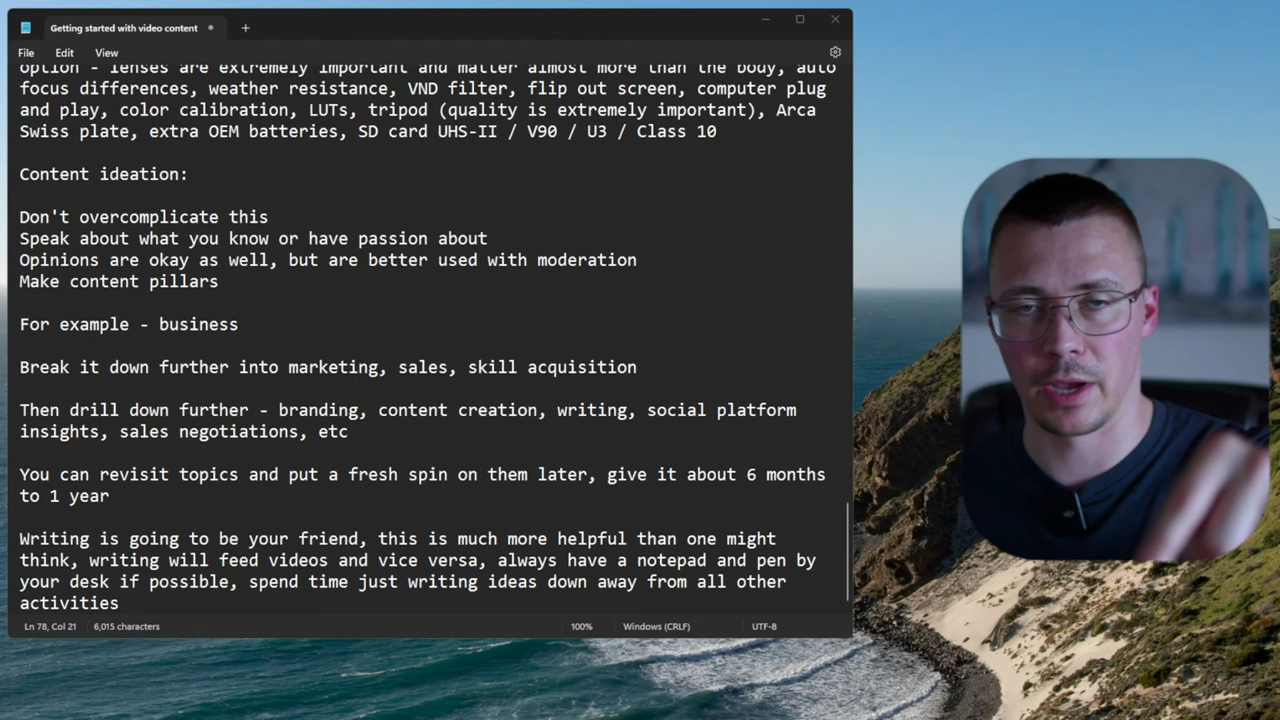 Getting started with video content
File Edit View
option - lenses are extremely important and matter almost more than the body, auto
focus differences, weather resistance, VND filter, flip out screen, computer plug
and play, color calibration, LUTs, tripod (quality is extremely important), Arca
Swiss plate, extra OEM batteries, SD card UHS-II / V90 / U3 / Class 10
Content ideation:
Don't overcomplicate this
Speak about what you know or have passion about
Opinions are okay as well, but are better used with moderation
Make content pillars
For example - business
Break it down further into marketing, sales, skill acquisition
Then drill down further - branding, content creation, writing, social platform
insights, sales negotiations, etc
You can revisit topics and put a fresh spin on them later, give it about 6 months
to 1 year
Writing is going to be your friend, this is much more helpful than one might
think, writing will feed videos and vice versa, always have a notepad and pen by
your desk if possible, spend time just writing ideas down away from all other
activities
Ln 78, Col 21 6,015 characters 100% Windows (CRLF) UTF-8